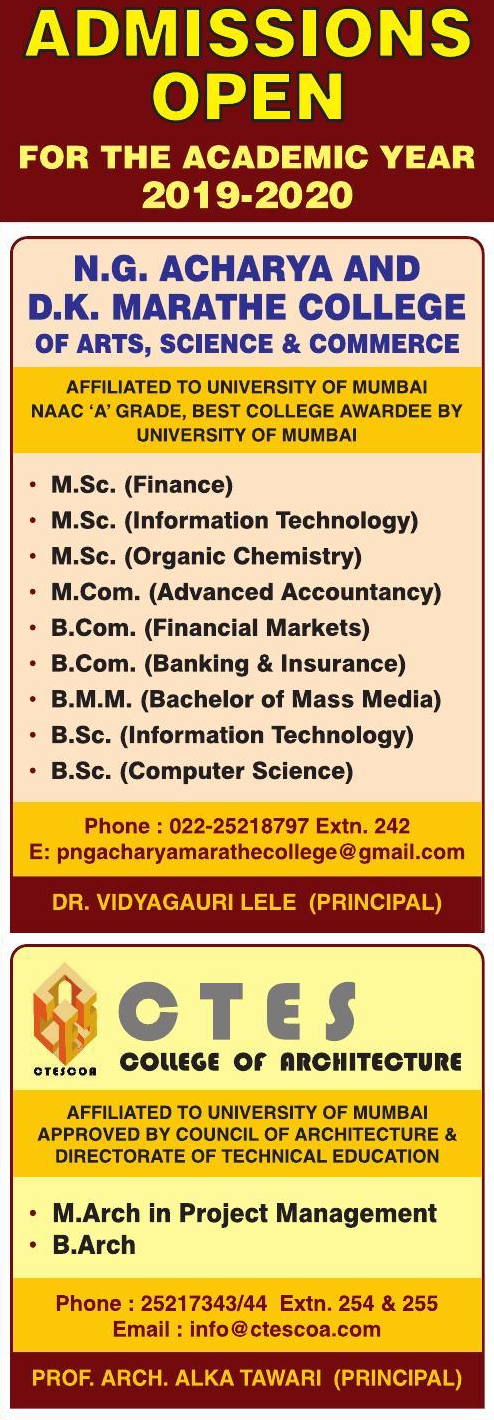 ADMISSIONS
OPEN
FOR THE ACADEMIC YEAR
2019-2020
N.G. ACHARYA AND
D.K. MARATHE COLLEGE
OF ARTS, SCIENCE & COMMERCE
AFFILIATED TO UNIVERSITY OF MUMBAI
NAAC ‘A’ GRADE, BEST COLLEGE AWARDEE BY
UNIVERSITY OF MUMBAI
• M.Sc. (Finance)
• M.Sc. (Information Technology)
• M.Sc. (Organic Chemistry)
• M.Com. (Advanced Accountancy)
• B.Com. (Financial Markets)
• B.Com. (Banking & Insurance)
• B.M.M. (Bachelor of Mass Media)
• B.Sc. (Information Technology)
• B.Sc. (Computer Science)
Phone : 022-25218797 Extn. 242
E: pngacharyamarathecollege@gmail.com
DR. VIDYAGAURI LELE (PRINCIPAL)
CTES
COLLEGE OF ARCHITECTURE
CTESCOA
AFFILIATED TO UNIVERSITY OF MUMBAI
APPROVED BY COUNCIL OF ARCHITECTURE &
DIRECTORATE OF TECHNICAL EDUCATION
• M.Arch in Project Management
• B.Arch
Phone : 25217343/44 Extn. 254 & 255
Email : info@ctescoa.com
PROF. ARCH. ALKA TAWARI (PRINCIPAL)